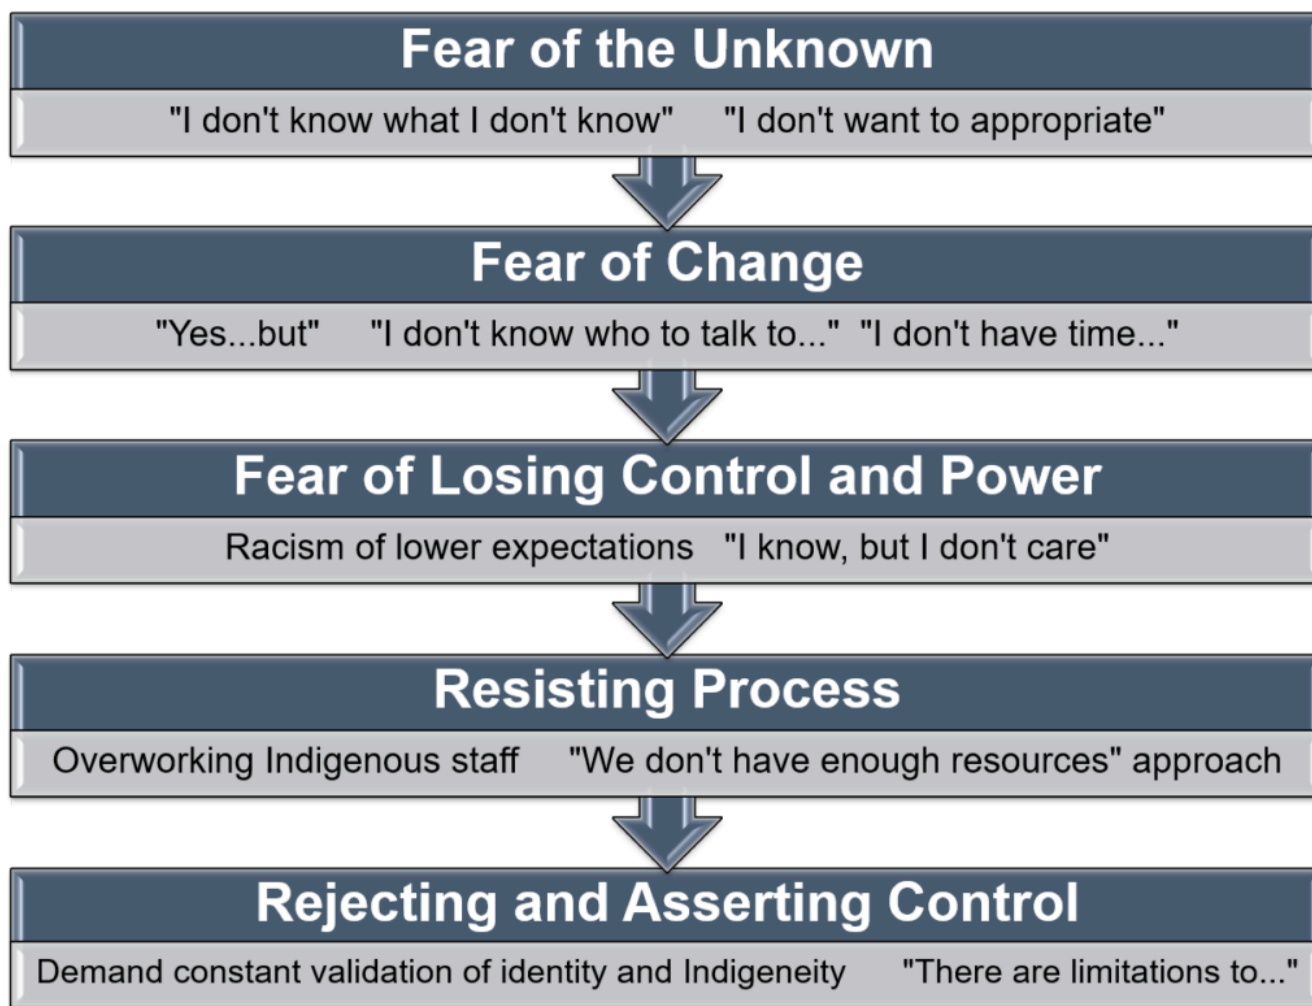 Fear of the Unknown
"I don't know what I don't know" "I don't want to appropriate"
Fear of Change
"Yes...but" "I don't know who to talk to..." "I don't have time..."
Fear of Losing Control and Power
Racism of lower expectations "I know, but I don't care"
Resisting Process
Overworking Indigenous staff "We don't have enough resources" approach
Rejecting and Asserting Control
Demand constant validation of identity and Indigeneity "There are limitations to..."